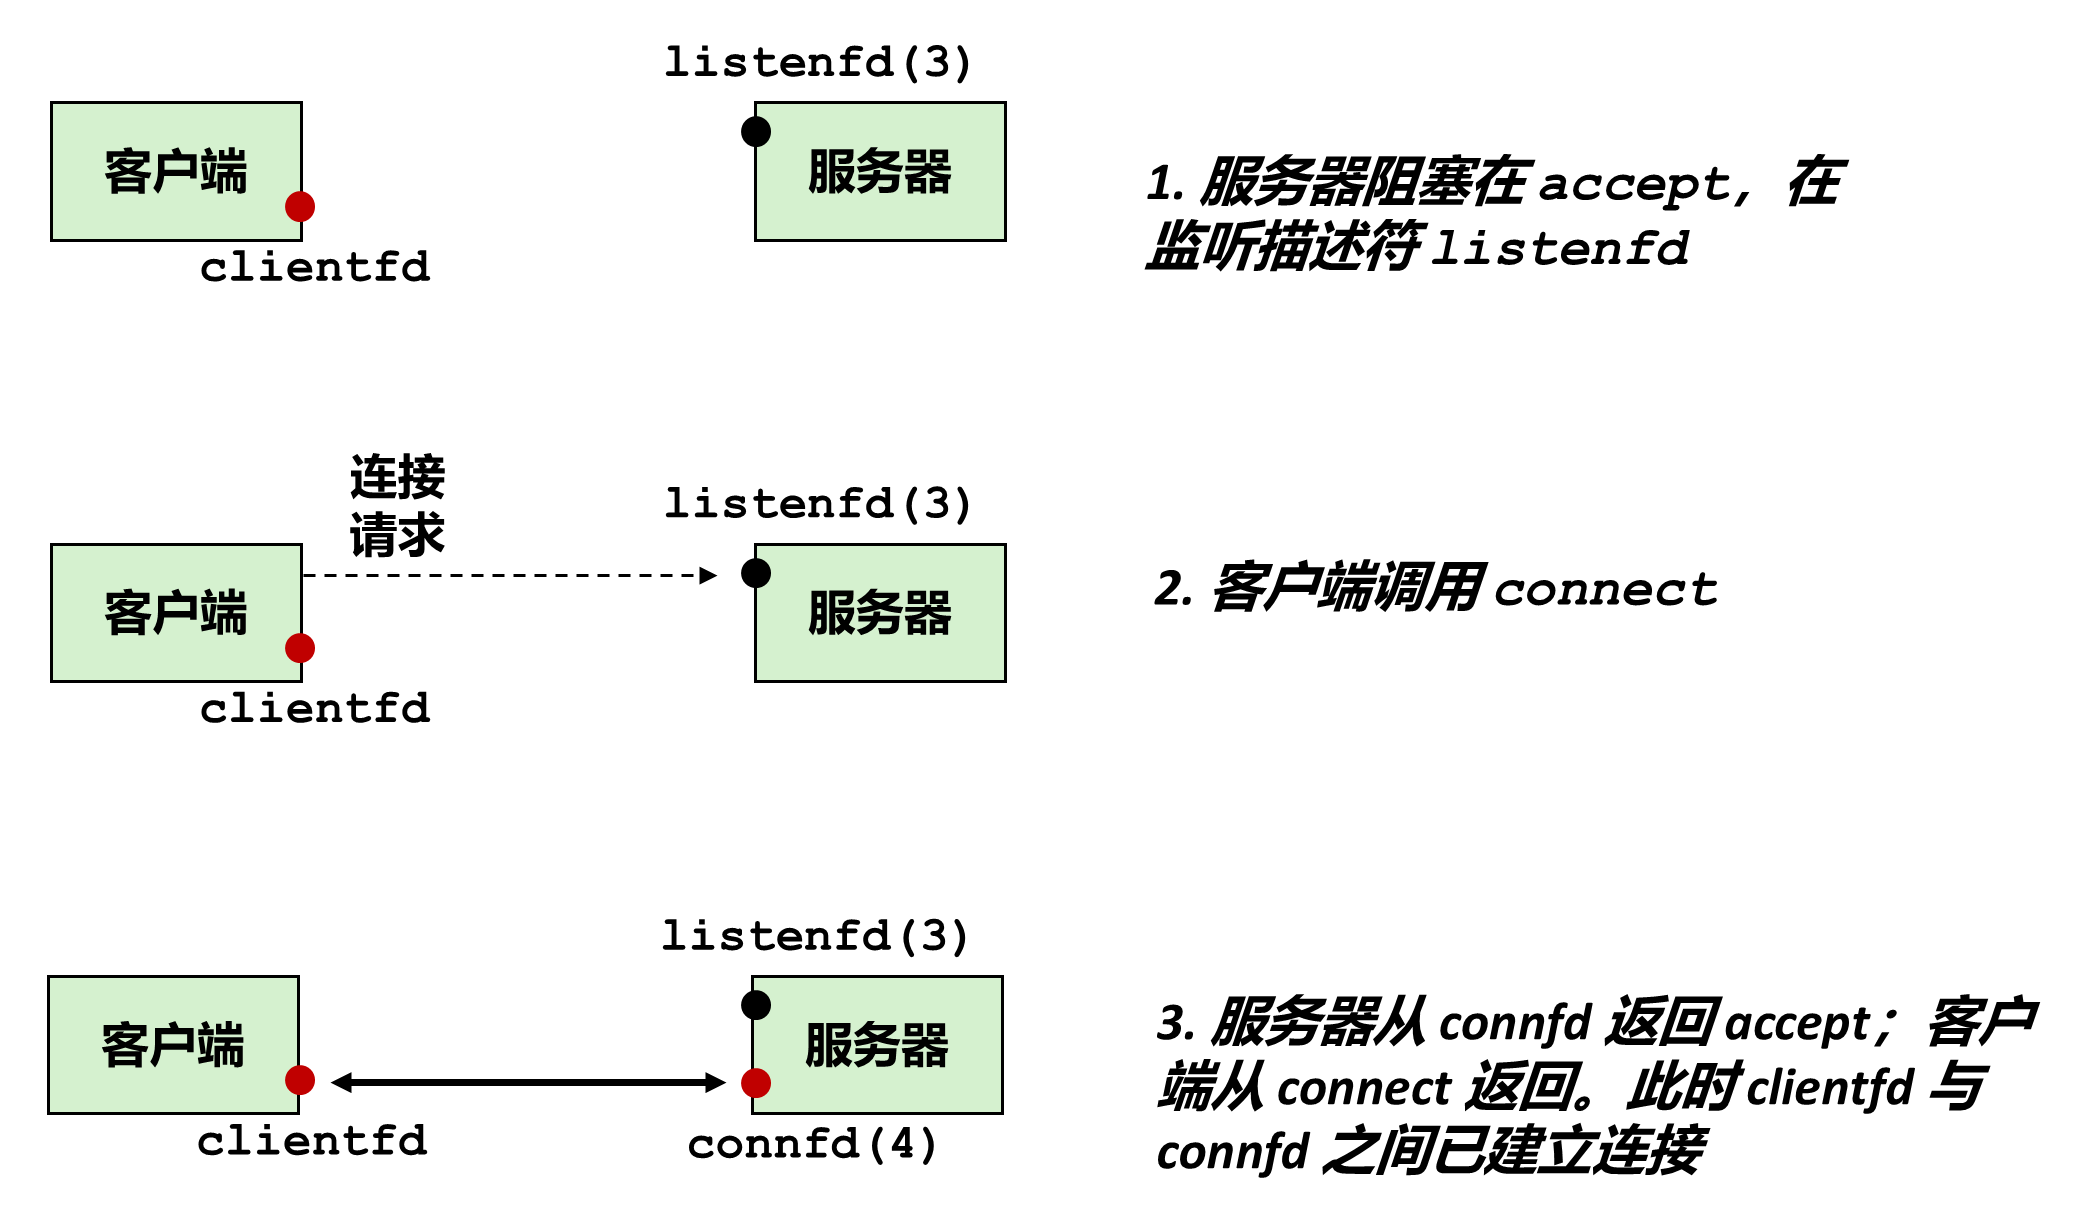 listenfd(3)
客户端
服务器
clientfd
1. 服务器阻塞在 accept, 在
监听描述符 listenfd
连接
请求
listenfd(3)
客户端
服务器
clientfd
2. 客户端调用 connect
listenfd(3)
客户端
服务器
clientfd
connfd(4)
3. 服务器从 connfd 返回 accept；客户
端从 connect 返回。此时 clientfd 与
connfd 之间已建立连接